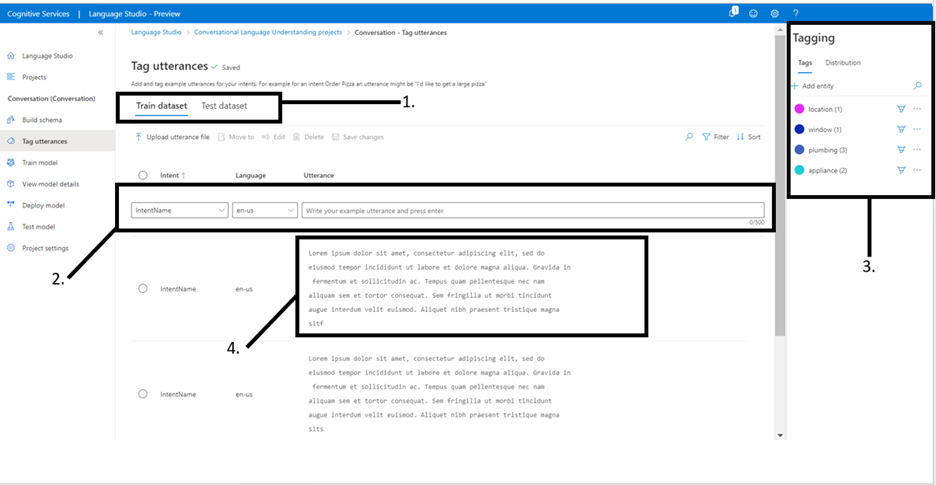 Cognitive Services | Language Studio - Preview
1
?
Language Studio > Conversational Language Understanding projects > Conversation - Tag utterances
Language Studio
Projects
Conversation (Conversation)
Build schema
Tag utterances
Train model
View model details
Deploy model
Test model
Project settings
Tag utterances Saved
Add and tag example utterances for your intents. For example for an intent Order Pizza an utterance might be "I'd like to get a large pizza"
Train dataset Test dataset
1.
Upload utterance file Move to Edit Delete Save changes
Filter Sort
Intent ↑ Language Utterance
IntentName en-us Write your example utterance and press enter
0/500
2.
IntentName en-us
Lorem ipsum dolor sit amet, consectetur adipiscing elit, sed do
eiusmod tempor incididunt ut labore et dolore magna aliqua. Gravida in
fermentum et sollicitudin ac. Tempus quam pellentesque nec nam
aliquam sem et tortor consequat. Sem fringilla ut morbi tincidunt
augue interdum velit euismod. Aliquet nibh praesent tristique magna
sitf
4.
IntentName en-us
Lorem ipsum dolor sit amet, consectetur adipiscing elit, sed do
eiusmod tempor incididunt ut labore et dolore magna aliqua. Gravida in
fermentum et sollicitudin ac. Tempus quam pellentesque nec nam
aliquam sem et tortor consequat. Sem fringilla ut morbi tincidunt
augue interdum velit euismod. Aliquet nibh praesent tristique magna
sits
Tagging
Tags Distribution
+ Add entity
location (1)
window (1)
plumbing (3)
appliance (2)
3.